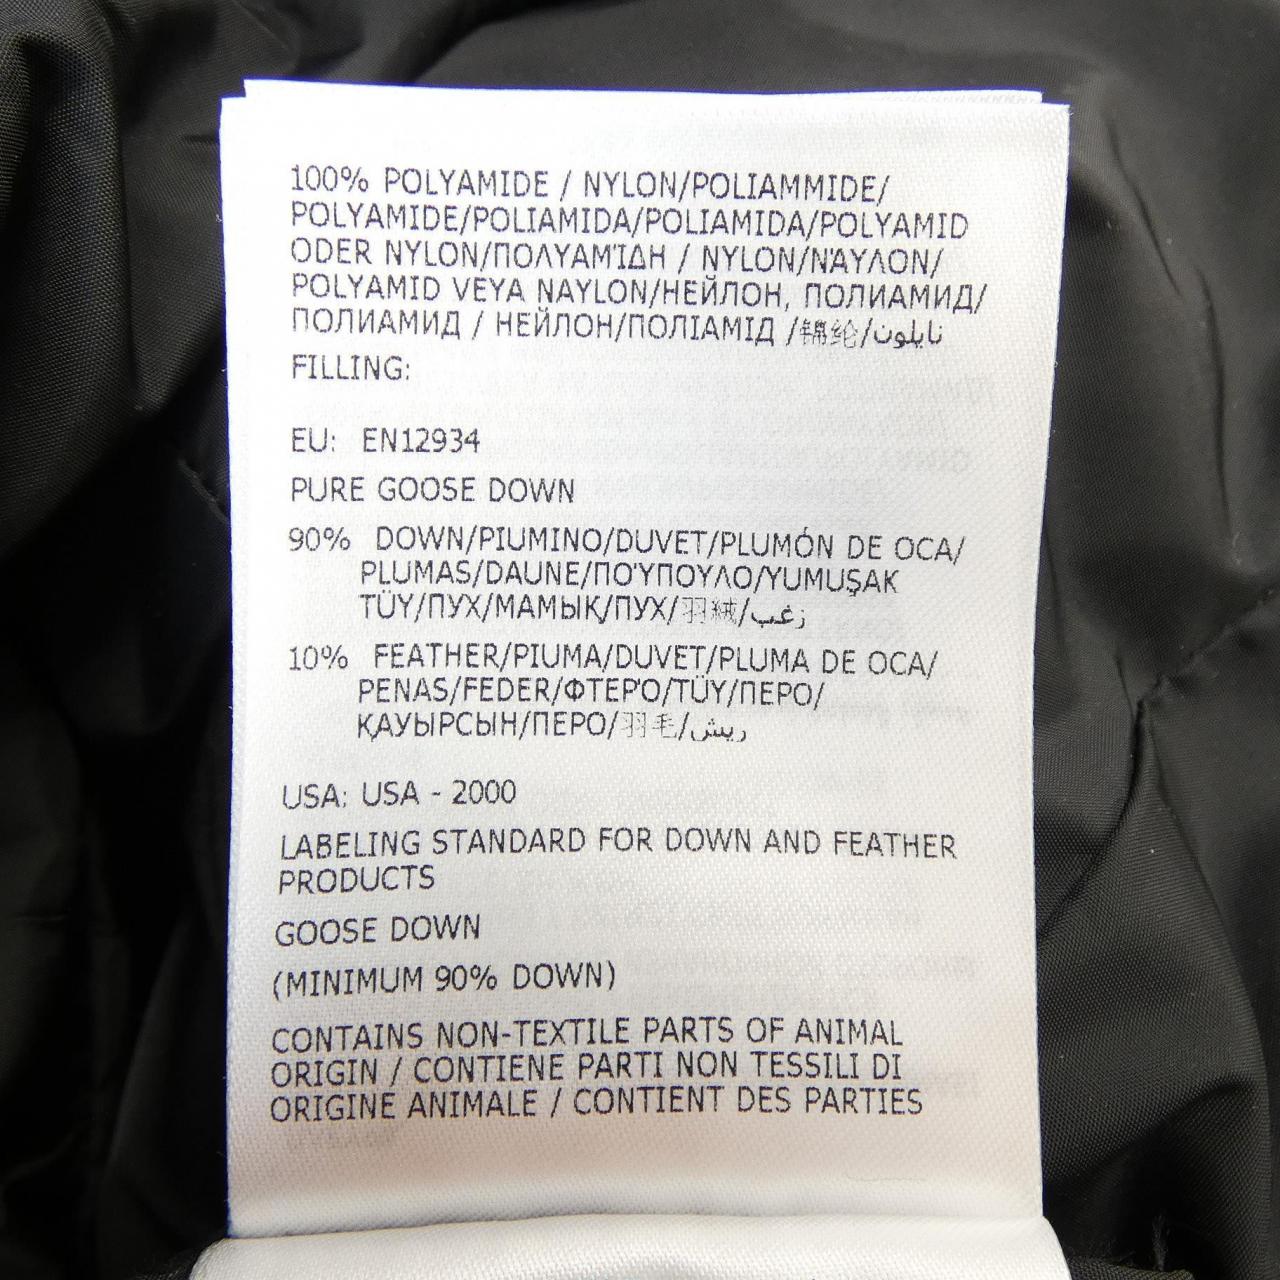 100% POLYAMIDE / NYLON/POLIAMMIDE/
POLYAMIDE/POLIAMIDA/POLIAMIDA/POLYAMID
ODER NYLON/ΠΟΛΥΑΜΊΔΗ / NYLON/ΝΆΥΛΟΝ/
POLYAMID VEYA NAYLON/НЕЙЛОН, ПОЛИАМИД/
ПОЛИАМИД / НЕЙЛОН/ПОЛІАМІД /锦纶/نايلون
FILLING:
EU: EN12934
PURE GOOSE DOWN
90% DOWN/PIUMINO/DUVET/PLUMÓN DE OCA/
PLUMAS/DAUNE/ΠΟΎΠΟΥΛΟ/YUMUŞAK
TÜY/ПУХ/МАМЫҚ/ПУХ/羽絨/زغب
10% FEATHER/PIUMA/DUVET/PLUMA DE OCA/
PENAS/FEDER/ΦΤΕΡΌ/TÜY/ПЕРО/
ҚАУЫРСЫН/ПЕРО/羽毛/ريش
USA: USA - 2000
LABELING STANDARD FOR DOWN AND FEATHER
PRODUCTS
GOOSE DOWN
(MINIMUM 90% DOWN)
CONTAINS NON-TEXTILE PARTS OF ANIMAL
ORIGIN / CONTIENE PARTI NON TESSILI DI
ORIGINE ANIMALE / CONTIENT DES PARTIES